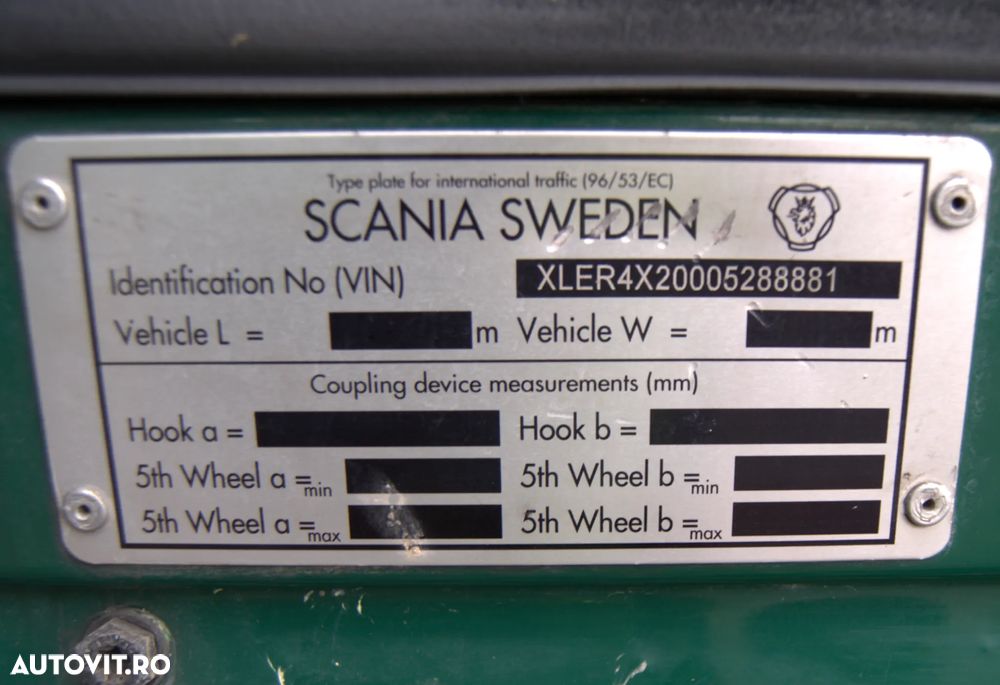 Type plate for international traffic (96/53/EC)
SCANIA SWEDEN
Identification No (VIN) XLER4X20005288881
Vehicle L = m Vehicle W = m
Coupling device measurements (mm)
Hook a = Hook b =
5th Wheel a =min 5th Wheel b =min
5th Wheel a =max 5th Wheel b =max
AUTOVIT.RO